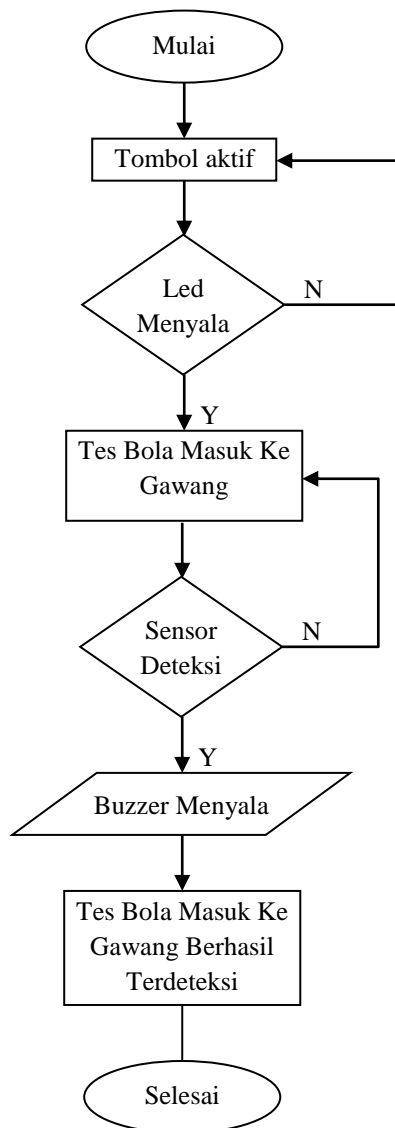 Mulai
Tombol aktif
Led
Menyala
N
Y
Tes Bola Masuk Ke
Gawang
Sensor
Deteksi
N
Y
Buzzer Menyala
Tes Bola Masuk Ke
Gawang Berhasil
Terdeteksi
Selesai